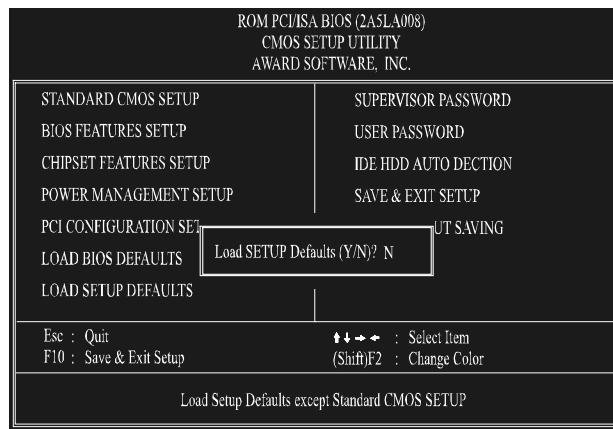 ROM PCI/ISA BIOS (2A5LA008)
CMOS SETUP UTILITY
AWARD SOFTWARE, INC.
STANDARD CMOS SETUP
BIOS FEATURES SETUP
CHIPSET FEATURES SETUP
POWER MANAGEMENT SETUP
PCI CONFIGURATION SET
LOAD BIOS DEFAULTS
LOAD SETUP DEFAULTS
SUPERVISOR PASSWORD
USER PASSWORD
IDE HDD AUTO DECTION
SAVE & EXIT SETUP
UT SAVING
Load SETUP Defaults (Y/N)? N
Esc : Quit
F10 : Save & Exit Setup
↑↓→← : Select Item
(Shift)F2 : Change Color
Load Setup Defaults except Standard CMOS SETUP